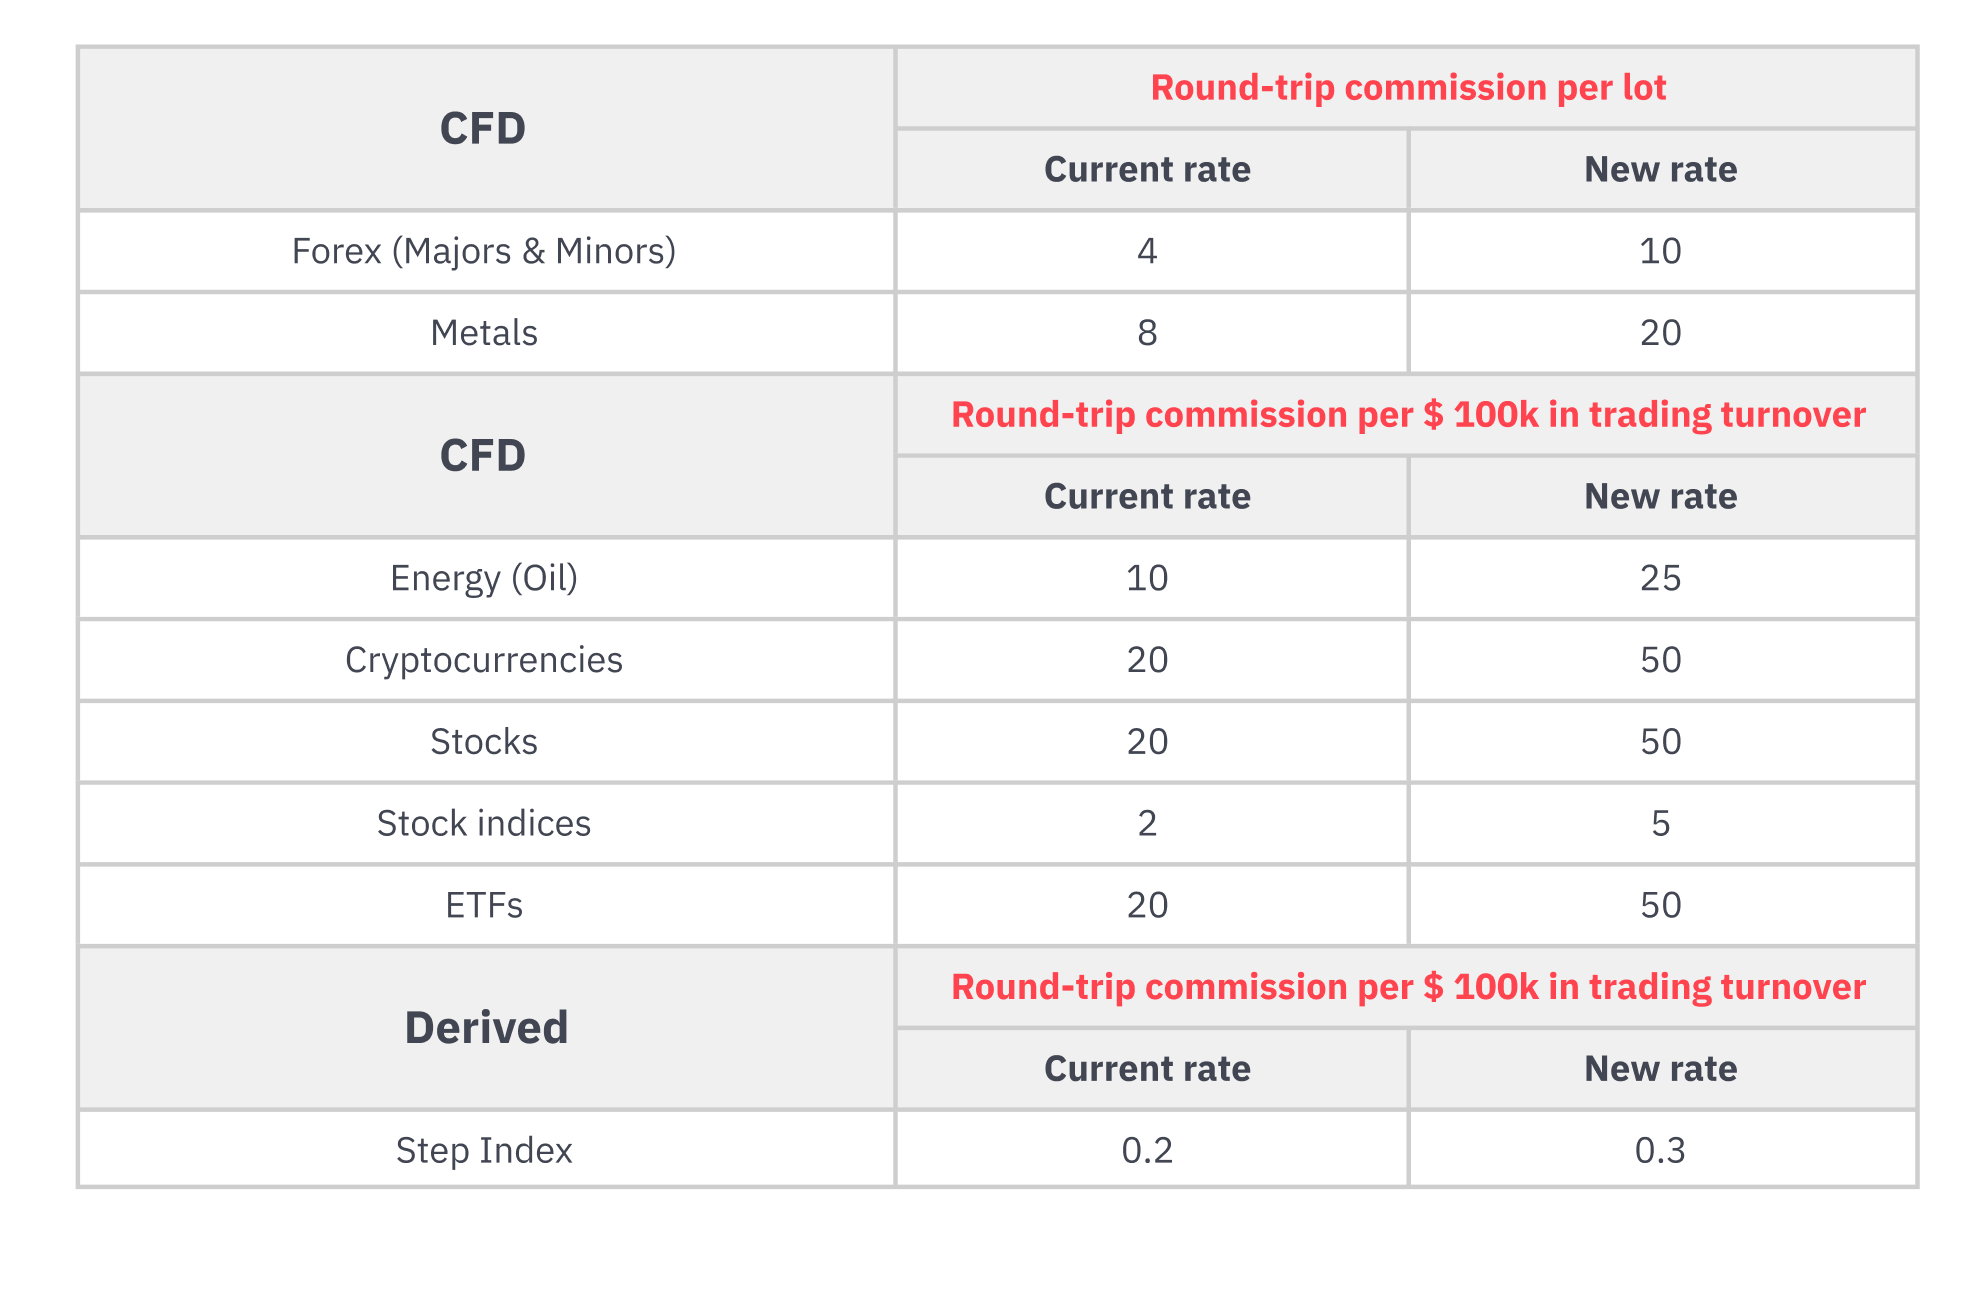 CFD
Round-trip commission per lot
Current rate
New rate
Forex (Majors & Minors)
4
10
Metals
8
20
CFD
Round-trip commission per $ 100k in trading turnover
Current rate
New rate
Energy (Oil)
10
25
Cryptocurrencies
20
50
Stocks
20
50
Stock indices
2
5
ETFs
20
50
Derived
Round-trip commission per $ 100k in trading turnover
Current rate
New rate
Step Index
0.2
0.3